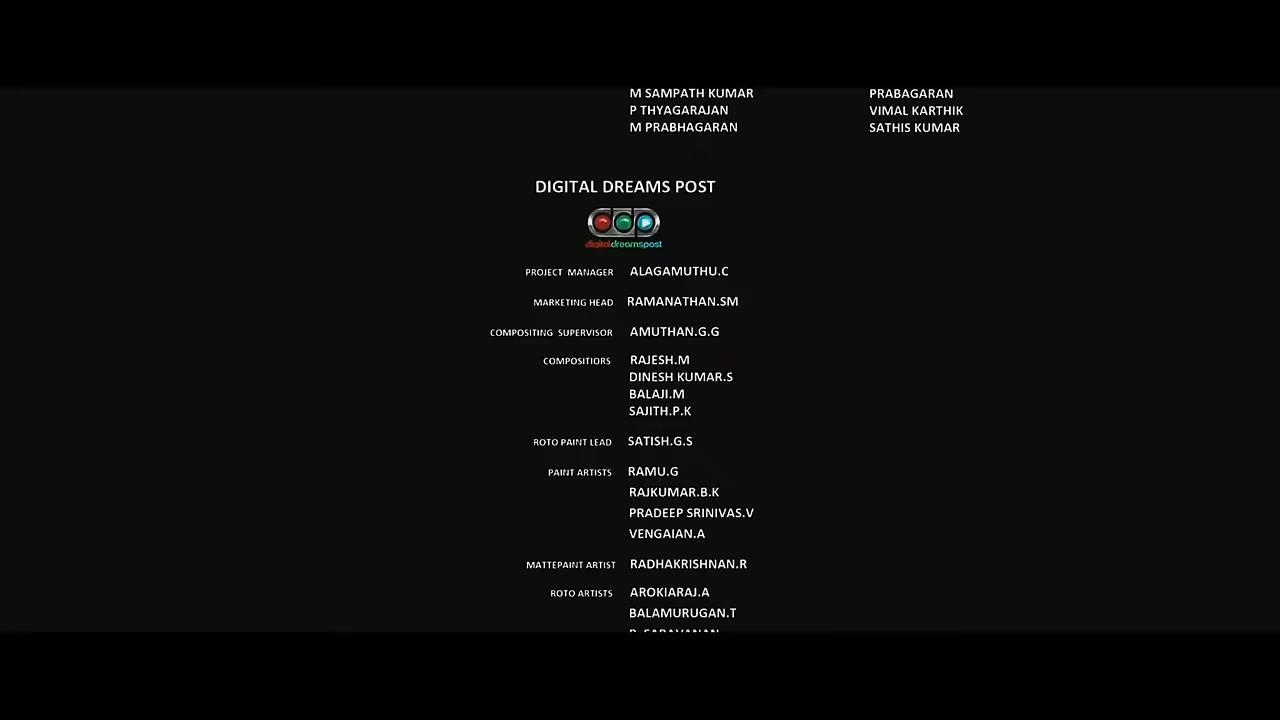 M SAMPATH KUMAR PRABAGARAN
P THYAGARAJAN VIMAL KARTHIK
M PRABHAGARAN SATHIS KUMAR
DIGITAL DREAMS POST
digitaldreamspost
PROJECT MANAGER ALAGAMUTHU.C
MARKETING HEAD RAMANATHAN.SM
COMPOSITING SUPERVISOR AMUTHAN.G.G
COMPOSITIORS RAJESH.M
DINESH KUMAR.S
BALAJI.M
SAJITH.P.K
ROTO PAINT LEAD SATISH.G.S
PAINT ARTISTS RAMU.G
RAJKUMAR.B.K
PRADEEP SRINIVAS.V
VENGAIAN.A
MATTEPAINT ARTIST RADHAKRISHNAN.R
ROTO ARTISTS AROKIARAJ.A
BALAMURUGAN.T